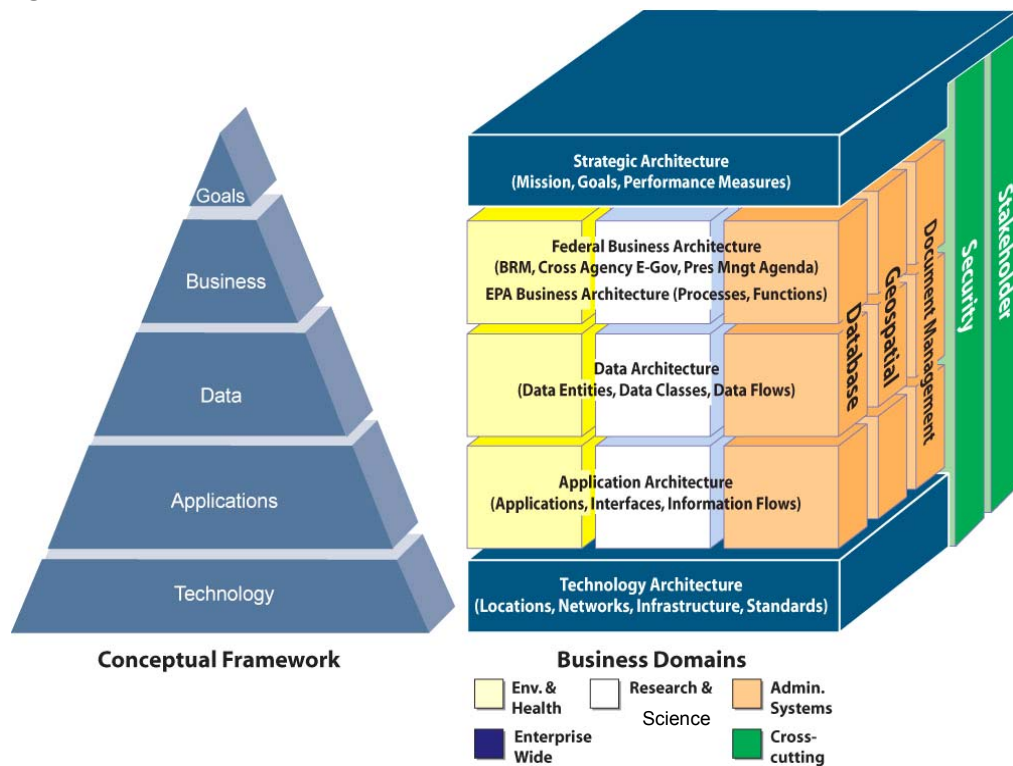 Goals
Business
Data
Applications
Technology
Conceptual Framework
Strategic Architecture
(Mission, Goals, Performance Measures)
Federal Business Architecture
(BRM, Cross Agency E-Gov, Pres Mngt Agenda)
EPA Business Architecture (Processes, Functions)
Data Architecture
(Data Entities, Data Classes, Data Flows)
Application Architecture
(Applications, Interfaces, Information Flows)
Technology Architecture
(Locations, Networks, Infrastructure, Standards)
Database
Geospatial
Document Management
Security
Stakeholder
Business Domains
Env. &
Health
Research &
Science
Admin.
Systems
Enterprise
Wide
Cross-
cutting